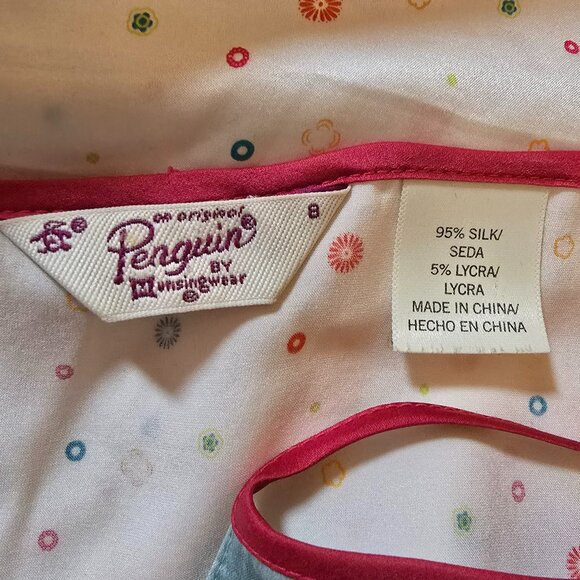 an original
Penguin®
BY
Munsingwear
®
8
95% SILK/
SEDA
5% LYCRA/
LYCRA
MADE IN CHINA/
HECHO EN CHINA